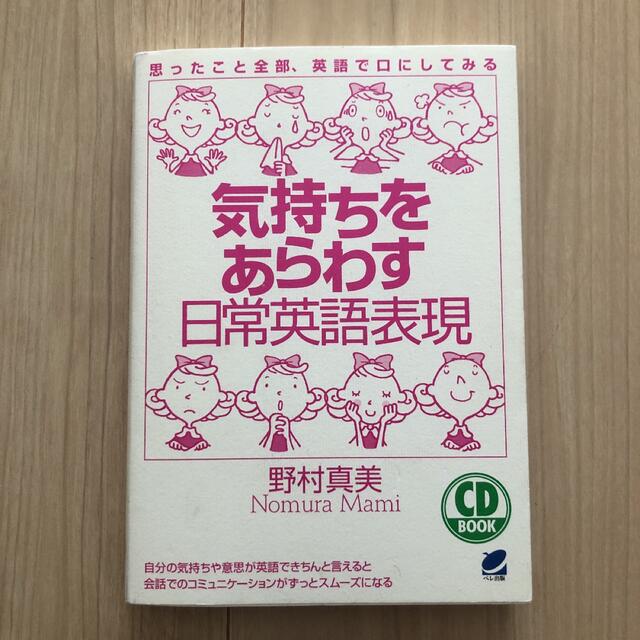 思ったこと全部、英語で口にしてみる
気持ちを
あらわす
日常英語表現
野村真美
Nomura Mami
CD
BOOK
ベレ出版
自分の気持ちや意思が英語できちんと言えると
会話でのコミュニケーションがずっとスムーズになる